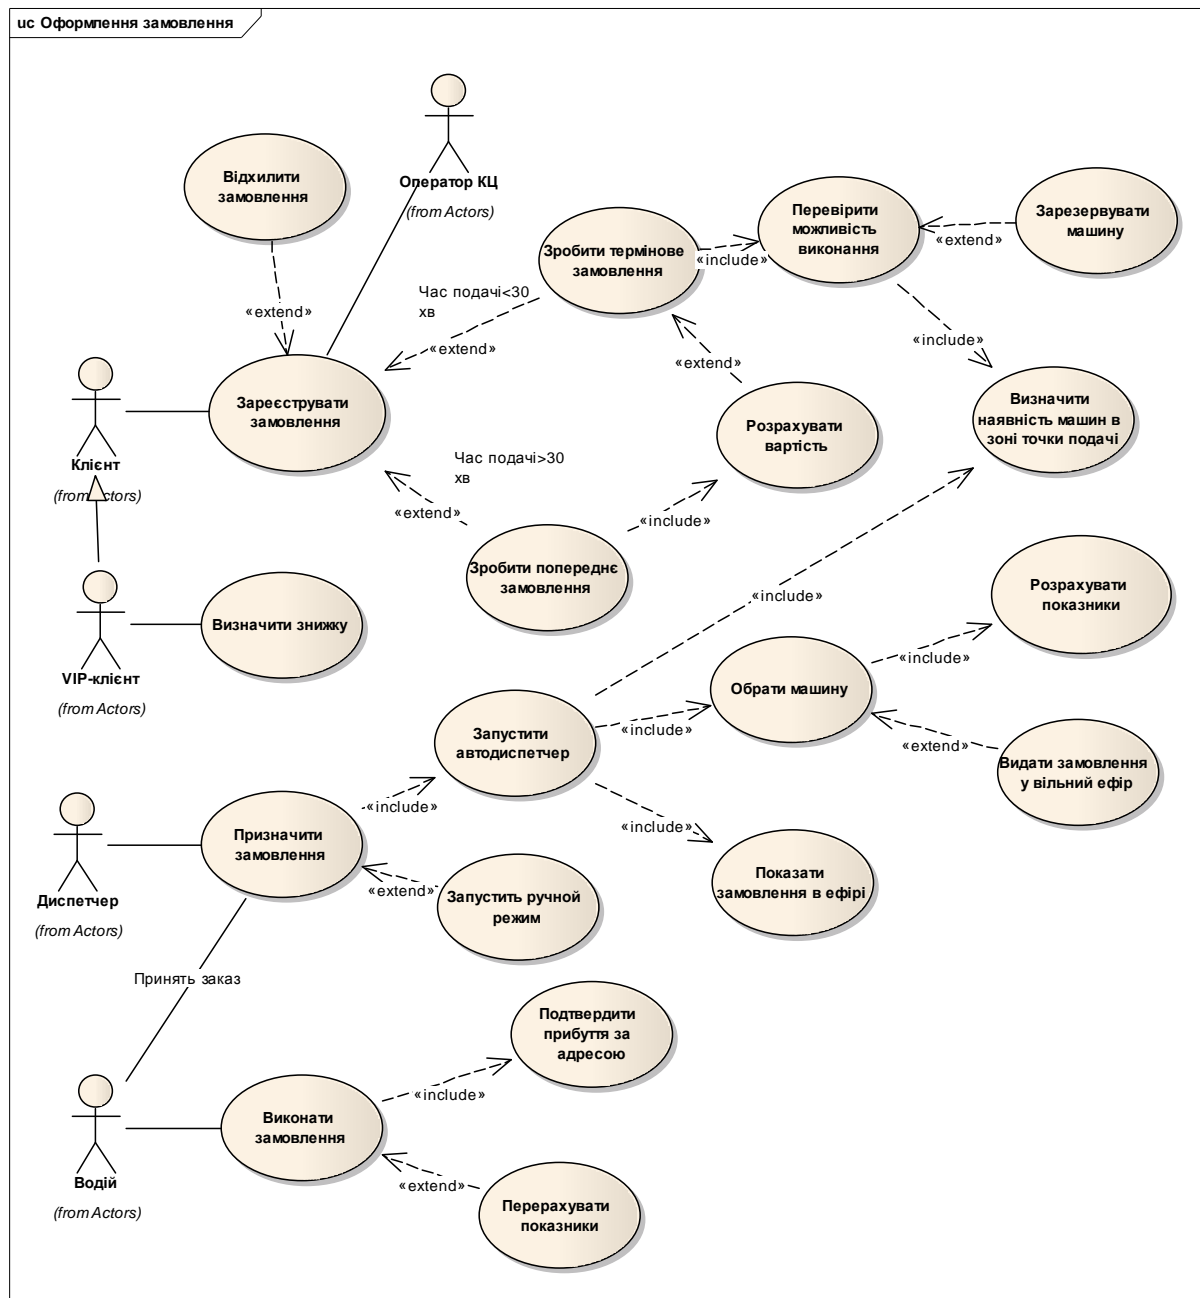 uc Оформлення замовлення
Оператор КЦ
(from Actors)
Відхилити
замовлення
«extend»
Зробити термінове
замовлення
«include»
Перевірити
можливість
виконання
«extend»
Зарезервувати
машину
Час подачі<30
хв
«extend»
«include»
«extend»
Клієнт
(from Actors)
Зареєструвати
замовлення
Розрахувати
вартість
Визначити
наявність машин в
зоні точки подачі
Час подачі>30
хв
«extend»
«include»
Зробити попереднє
замовлення
«include»
Розрахувати
показники
VIP-клієнт
(from Actors)
Визначити знижку
Обрати машину
«include»
Запустити
автодиспетчер
«include»
«extend»
Видати замовлення
у вільний ефір
«include»
«include»
Диспетчер
(from Actors)
Призначити
замовлення
«extend»
Запустить ручной
режим
Показати
замовлення в ефірі
Принять заказ
Подтвердити
прибуття за
адресою
«include»
Водій
(from Actors)
Виконати
замовлення
«extend»
Перерахувати
показники